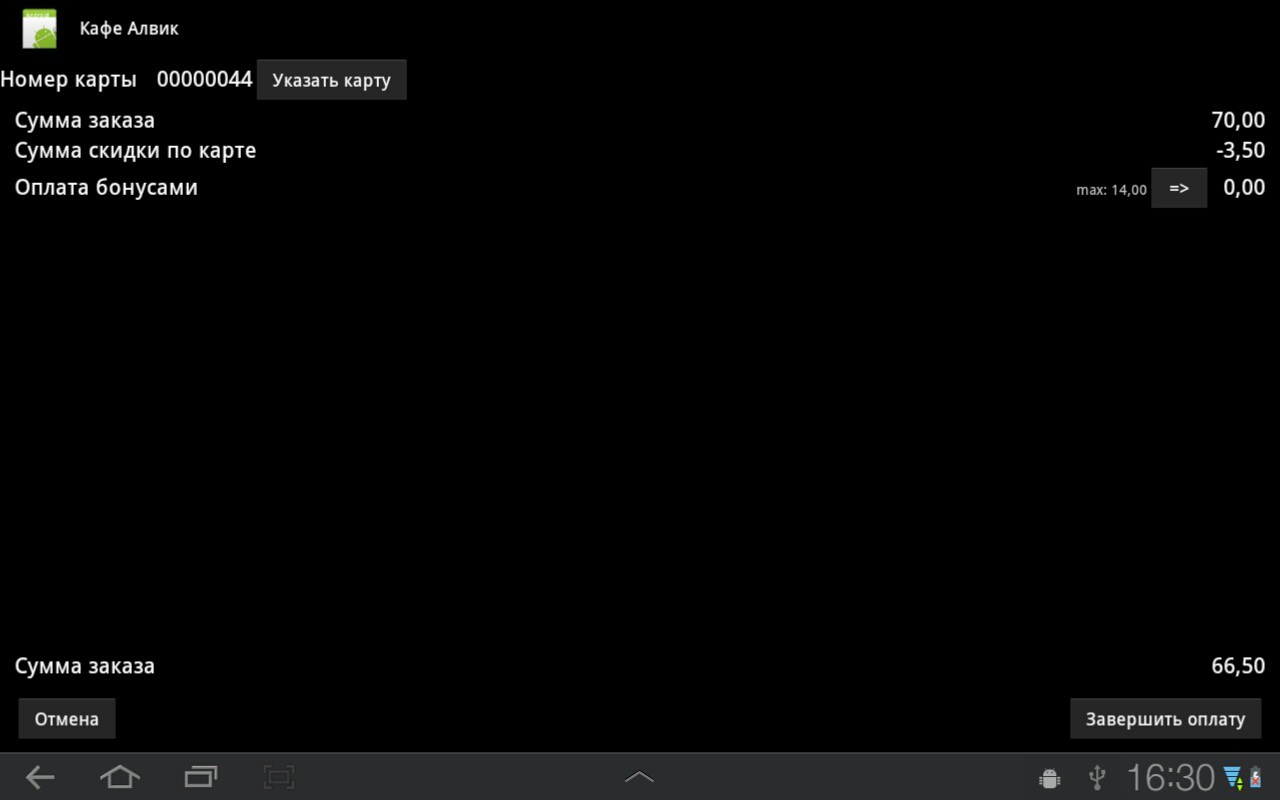 Кафе Алвик
Номер карты 00000044 Указать карту
Сумма заказа 70,00
Сумма скидки по карте -3,50
Оплата бонусами max: 14,00 => 0,00
Сумма заказа 66,50
Отмена Завершить оплату
16:30